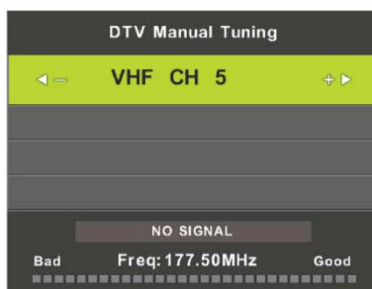 DTV Manual Tuning
VHF CH 5
NO SIGNAL
Bad Freq: 177.50MHz Good